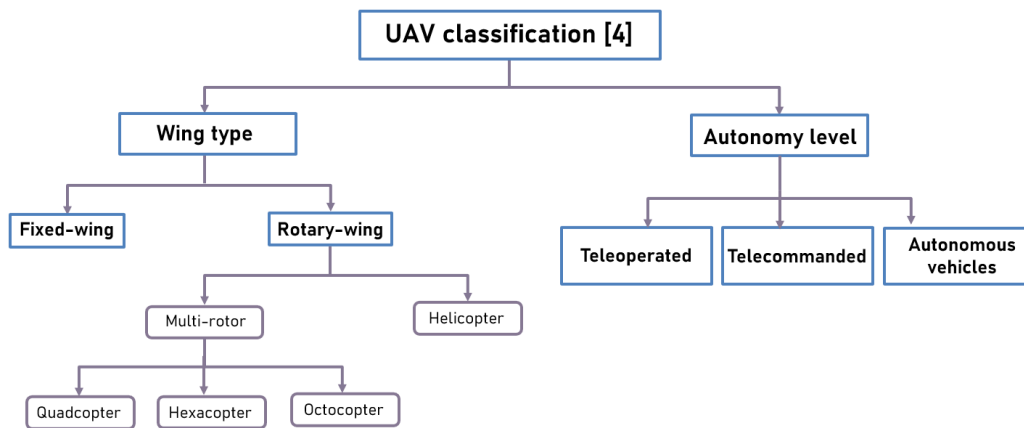 UAV classification [4]
Wing type
Autonomy level
Fixed-wing
Rotary-wing
Teleoperated
Telecommanded
Autonomous
vehicles
Multi-rotor
Helicopter
Quadcopter
Hexacopter
Octocopter